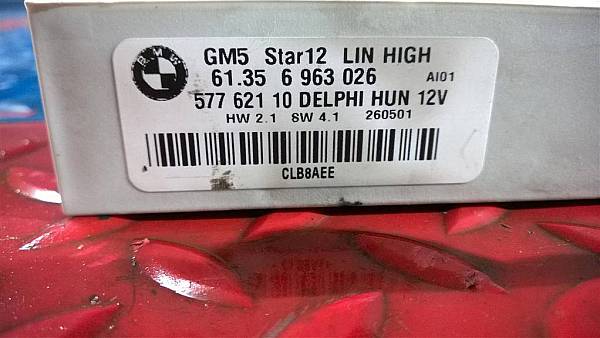 BMW
GM5 Star12 LIN HIGH
61.35 6 963 026 AI01
577 621 10 DELPHI HUN 12V
HW 2.1 SW 4.1 260501
CLB8AEE